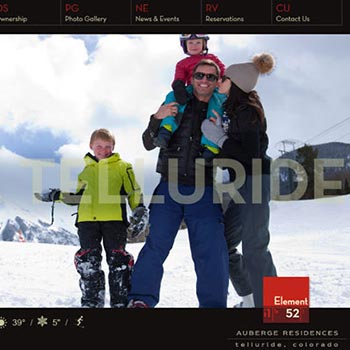 OS PG NE RV CU
Ownership Photo Gallery News & Events Reservations Contact Us
TELLURIDE
Element
52
39° / 5" /
AUBERGE RESIDENCES
telluride, colorado